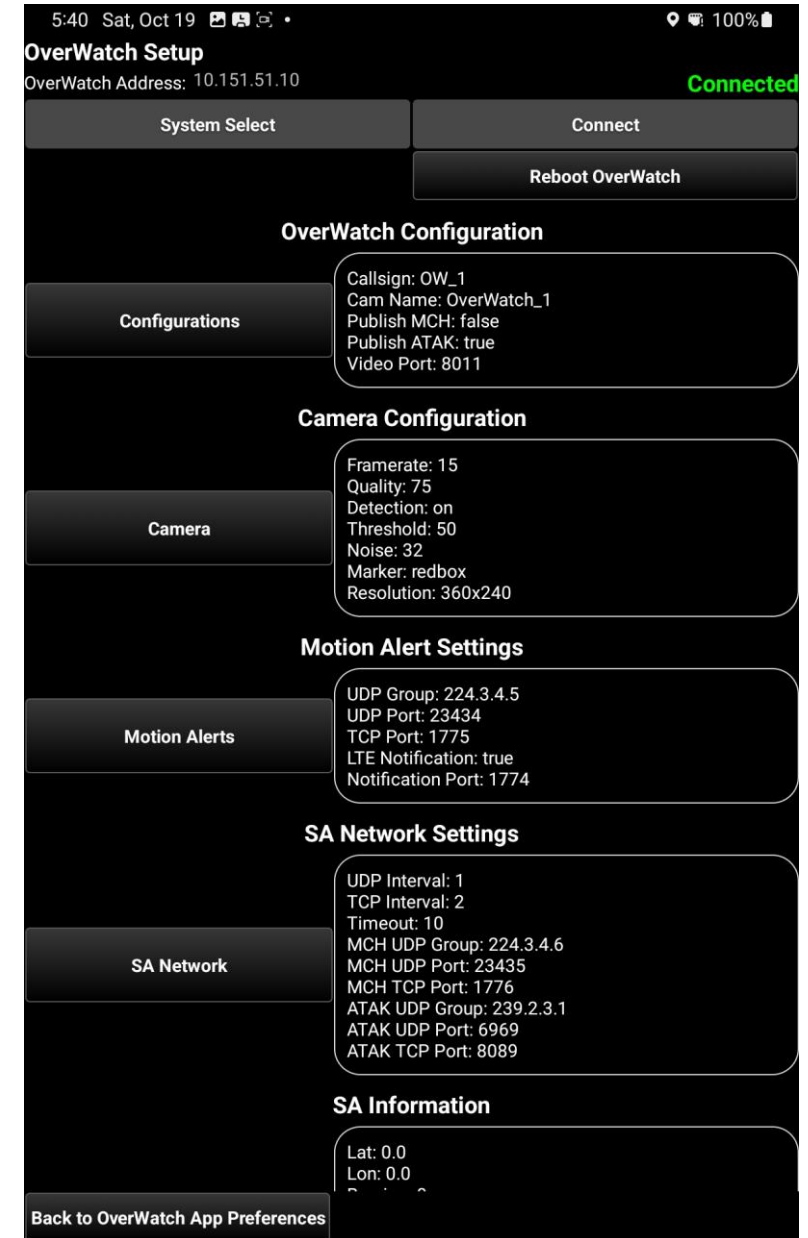 5:40 Sat, Oct 19
100%
OverWatch Setup
OverWatch Address: 10.151.51.10
Connected
System Select
Connect
Reboot OverWatch
OverWatch Configuration
Configurations
Callsign: OW_1
Cam Name: OverWatch_1
Publish MCH: false
Publish ATAK: true
Video Port: 8011
Camera Configuration
Camera
Framerate: 15
Quality: 75
Detection: on
Threshold: 50
Noise: 32
Marker: redbox
Resolution: 360x240
Motion Alert Settings
Motion Alerts
UDP Group: 224.3.4.5
UDP Port: 23434
TCP Port: 1775
LTE Notification: true
Notification Port: 1774
SA Network Settings
SA Network
UDP Interval: 1
TCP Interval: 2
Timeout: 10
MCH UDP Group: 224.3.4.6
MCH UDP Port: 23435
MCH TCP Port: 1776
ATAK UDP Group: 239.2.3.1
ATAK UDP Port: 6969
ATAK TCP Port: 8089
SA Information
Lat: 0.0
Lon: 0.0
Back to OverWatch App Preferences